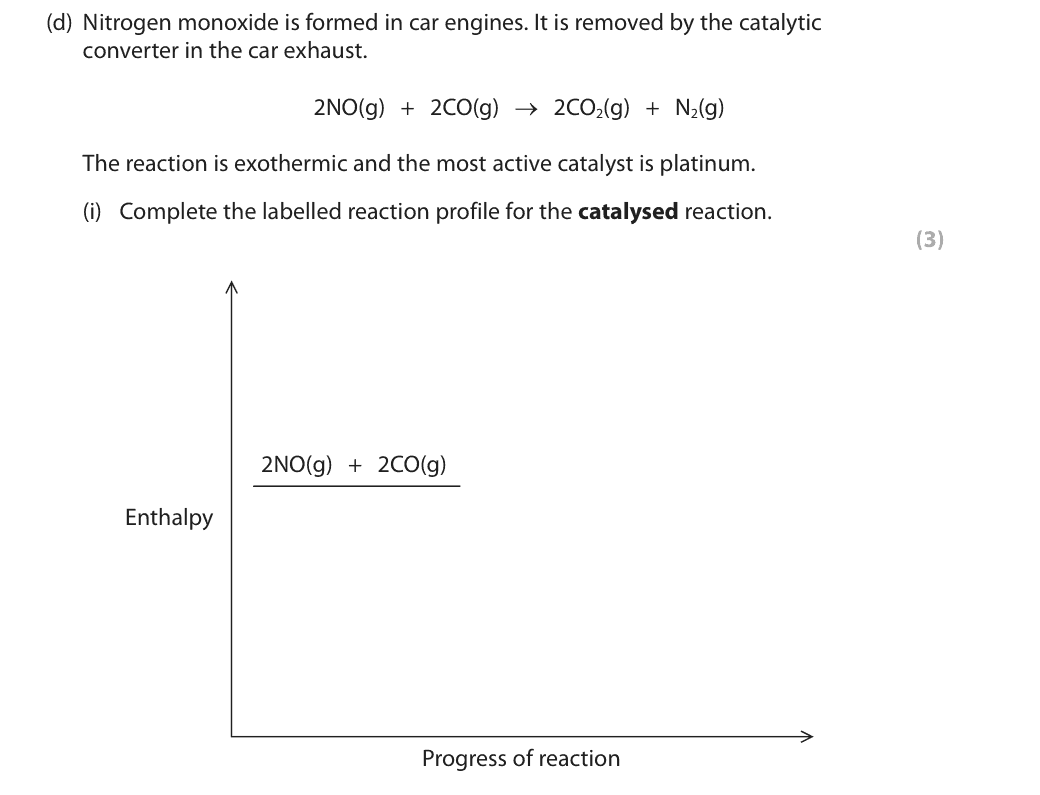 (d) Nitrogen monoxide is formed in car engines. It is removed by the catalytic
converter in the car exhaust.
2NO(g) + 2CO(g) → 2CO₂(g) + N₂(g)
The reaction is exothermic and the most active catalyst is platinum.
(i) Complete the labelled reaction profile for the catalysed reaction.
(3)
2NO(g) + 2CO(g)
Enthalpy
Progress of reaction